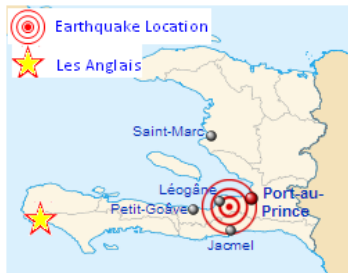 Earthquake Location
Les Anglais
Saint-Marc
Léogâne
Port-au-
Prince
Petit-Goâve
Jacmel